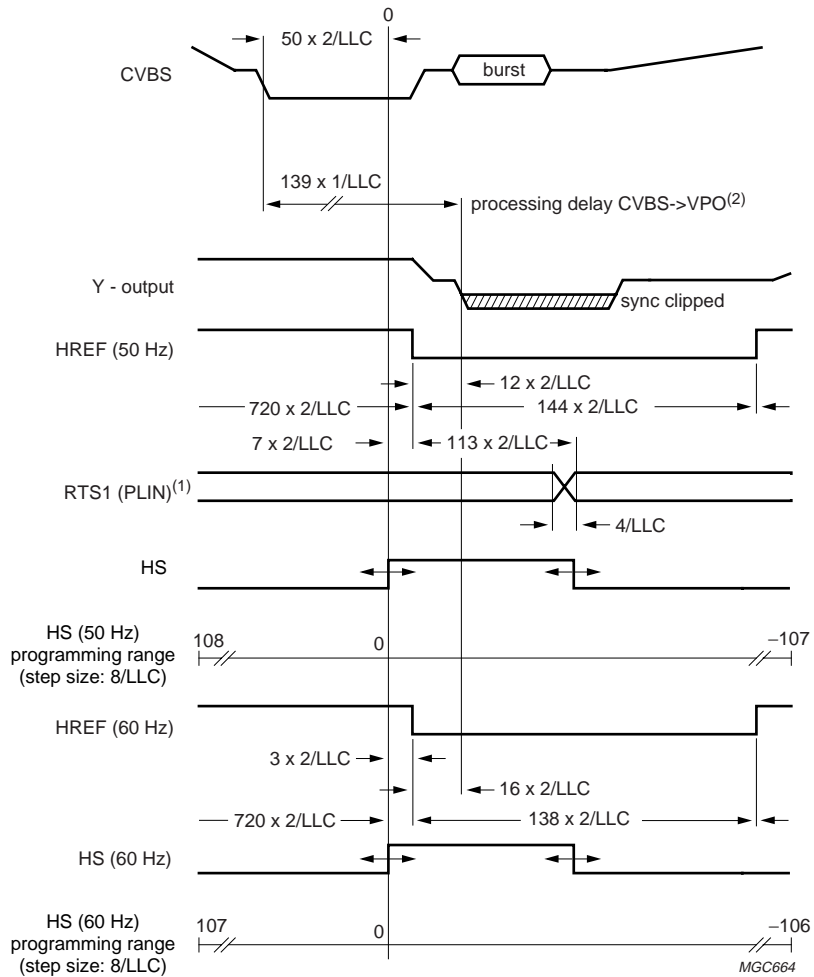 0
50 x 2/LLC
CVBS
burst
139 x 1/LLC
processing delay CVBS->VPO(2)
Y - output
sync clipped
HREF (50 Hz)
12 x 2/LLC
720 x 2/LLC
144 x 2/LLC
7 x 2/LLC
113 x 2/LLC
RTS1 (PLIN)(1)
4/LLC
HS
HS (50 Hz)
programming range
(step size: 8/LLC)
108
0
−107
HREF (60 Hz)
3 x 2/LLC
16 x 2/LLC
720 x 2/LLC
138 x 2/LLC
HS (60 Hz)
HS (60 Hz)
programming range
(step size: 8/LLC)
107
0
−106
MGC664